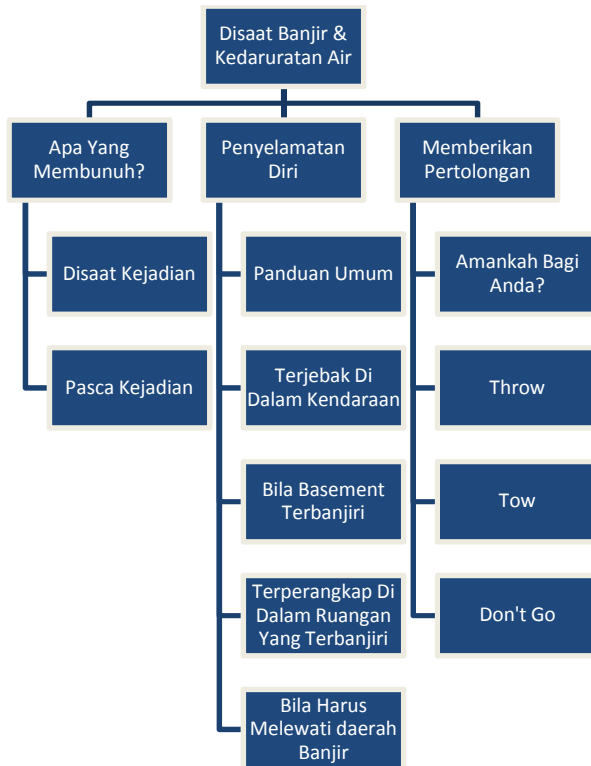 Disaat Banjir &
Kedaruratan Air
Apa Yang
Membunuh?
Disaat Kejadian
Pasca Kejadian
Penyelamatan
Diri
Panduan Umum
Terjebak Di
Dalam Kendaraan
Bila Basement
Terbanjiri
Terperangkap Di
Dalam Ruangan
Yang Terbanjiri
Bila Harus
Melewati daerah
Banjir
Memberikan
Pertolongan
Amankah Bagi
Anda?
Throw
Tow
Don't Go